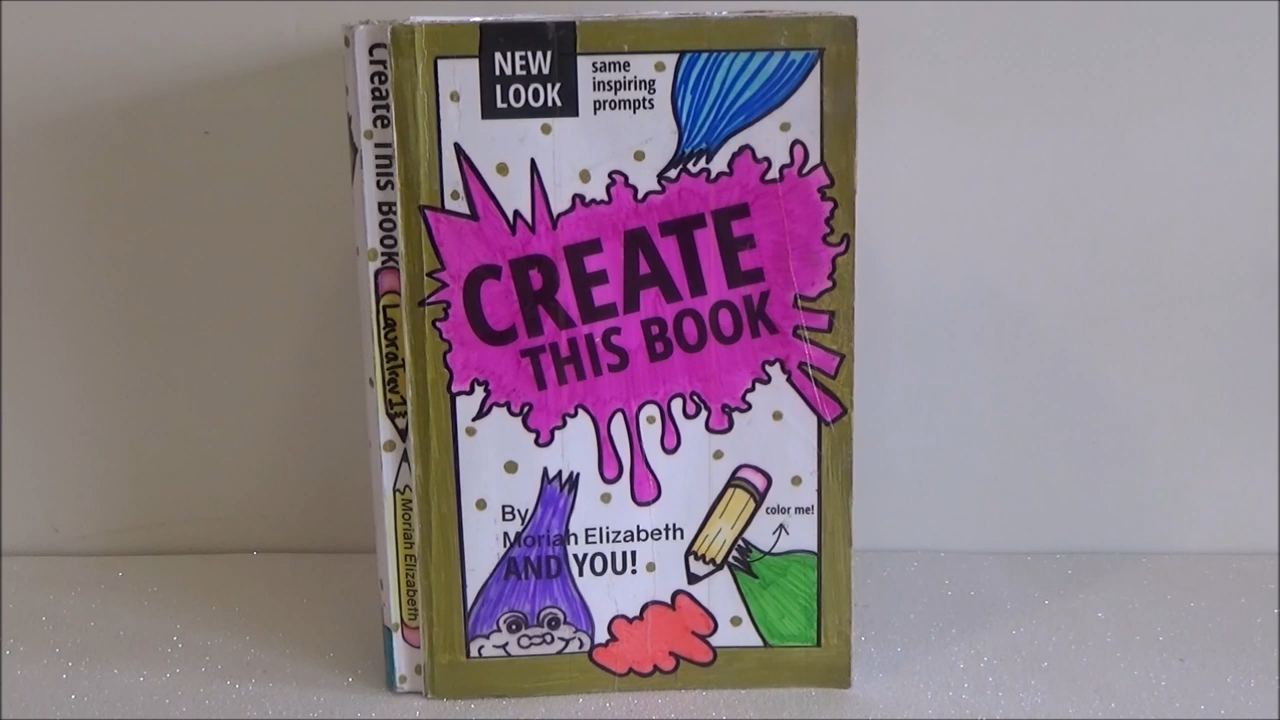 Create This Book
LauraTrev13
Moriah Elizabeth
NEW
LOOK
same
inspiring
prompts
CREATE
THIS BOOK
By
Moriah Elizabeth
AND YOU!
color me!